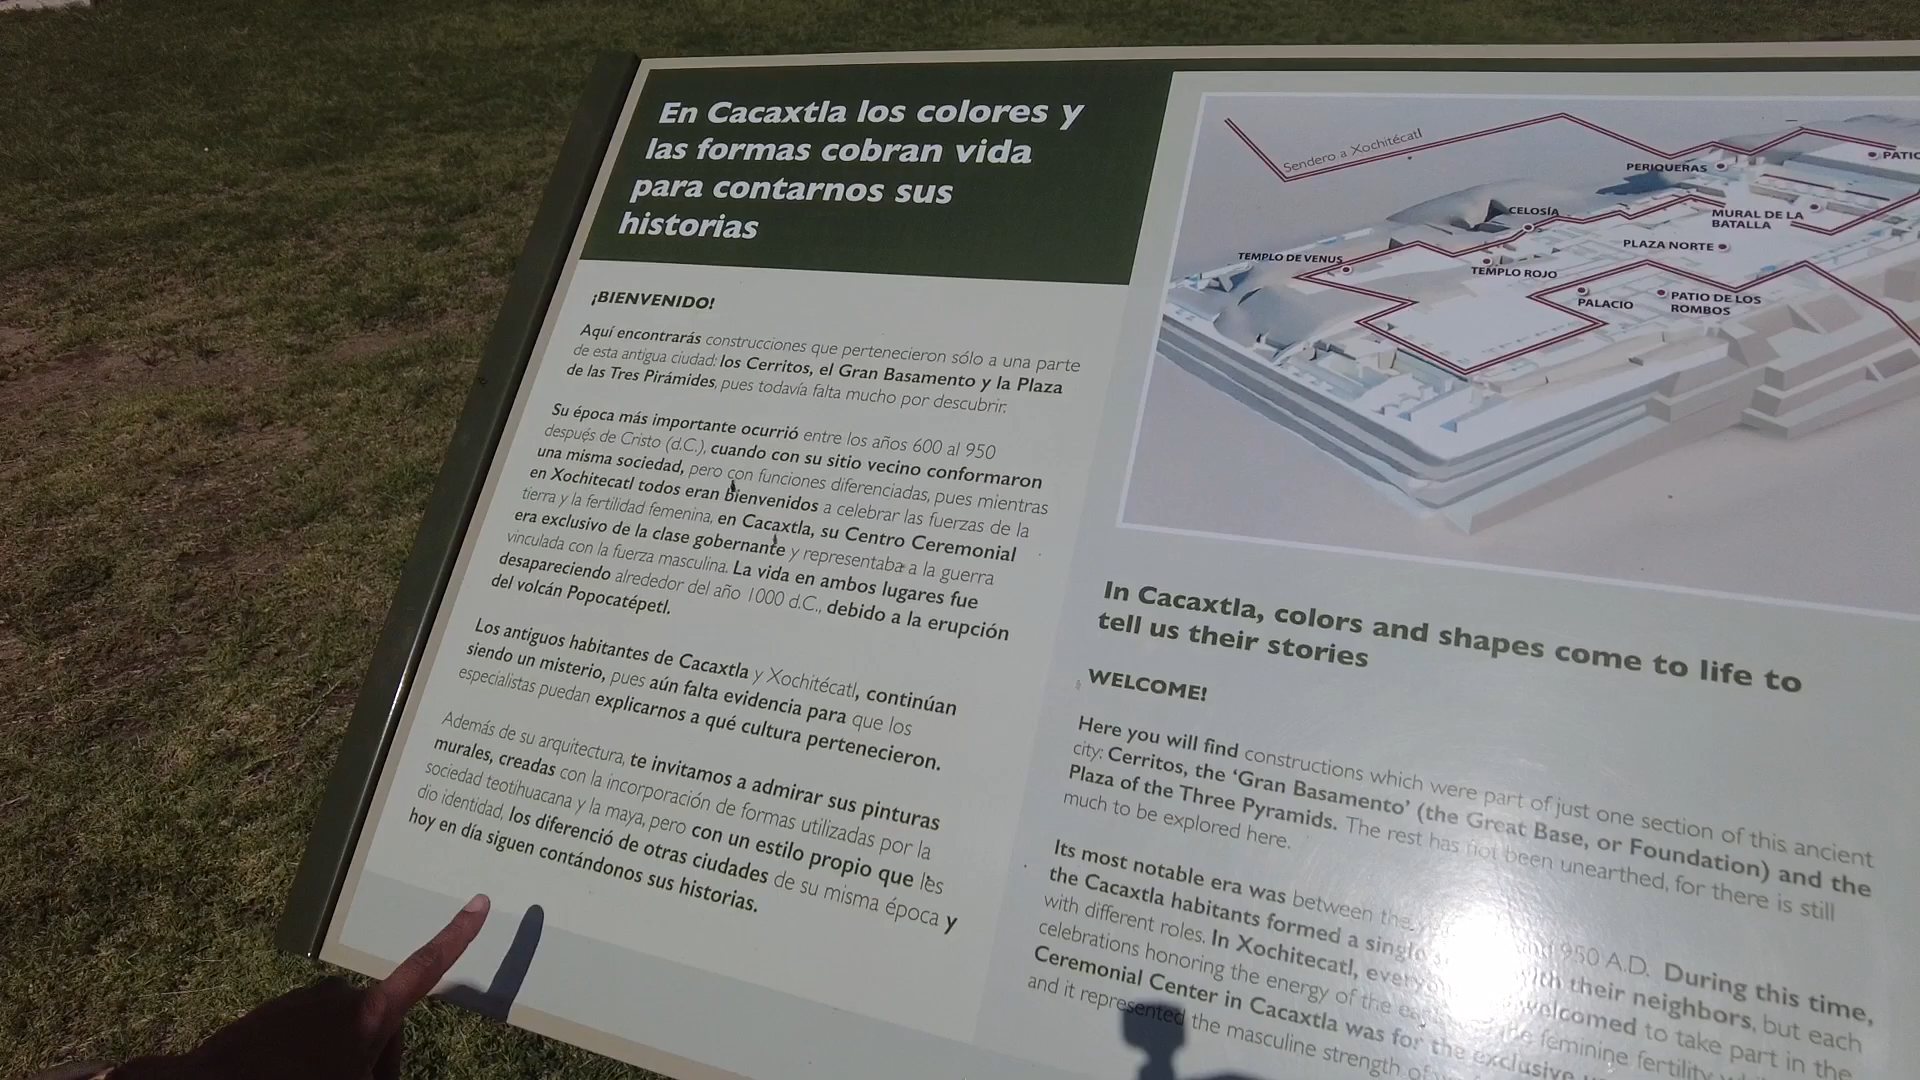 En Cacaxtla los colores y
las formas cobran vida
para contarnos sus
historias
¡BIENVENIDO!
Aquí encontrarás construcciones que pertenecieron sólo a una parte
de esta antigua ciudad: los Cerritos, el Gran Basamento y la Plaza
de las Tres Pirámides, pues todavía falta mucho por descubrir.
Su época más importante ocurrió entre los años 600 al 950
después de Cristo (d.C.), cuando con su sitio vecino conformaron
una misma sociedad, pero con funciones diferenciadas, pues mientras
en Xochitecatl todos eran bienvenidos a celebrar las fuerzas de la
tierra y la fertilidad femenina, en Cacaxtla, su Centro Ceremonial
era exclusivo de la clase gobernante y representaba a la guerra
vinculada con la fuerza masculina. La vida en ambos lugares fue
desapareciendo alrededor del año 1000 d.C., debido a la erupción
del volcán Popocatépetl.
Los antiguos habitantes de Cacaxtla y Xochitécatl, continúan
siendo un misterio, pues aún falta evidencia para que los
especialistas puedan explicarnos a qué cultura pertenecieron.
Además de su arquitectura, te invitamos a admirar sus pinturas
murales, creadas con la incorporación de formas utilizadas por la
sociedad teotihuacana y la maya, pero con un estilo propio que les
dio identidad, los diferenció de otras ciudades de su misma época y
hoy en día siguen contándonos sus historias.
Sendero a Xochitécatl
PERIQUERAS
PATIO
CELOSÍA
MURAL DE LA
BATALLA
PLAZA NORTE
TEMPLO DE VENUS
TEMPLO ROJO
PALACIO
PATIO DE LOS
ROMBOS
In Cacaxtla, colors and shapes come to life to
tell us their stories
WELCOME!
Here you will find constructions which were part of just one section of this ancient
city: Cerritos, the ‘Gran Basamento’ (the Great Base, or Foundation) and the
Plaza of the Three Pyramids. The rest has not been unearthed, for there is still
much to be explored here.
Its most notable era was between the 950 A.D. During this time,
the Cacaxtla habitants formed a single with their neighbors, but each
with different roles. In Xochitecatl, welcomed to take part in the
celebrations honoring the energy of the feminine fertility
Ceremonial Center in Cacaxtla was for the exclusive
and it represented the masculine strength of